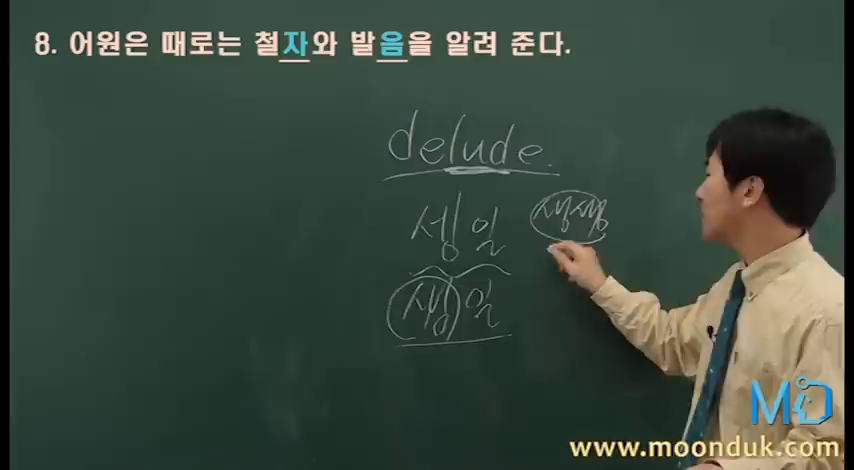 8. 어원은 때로는 철자와 발음을 알려 준다.
delude.
셍일 생생
생일
MD
www.moonduk.com